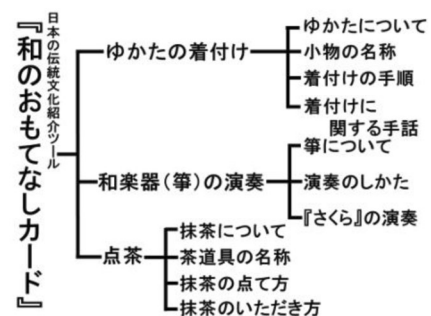 日本の伝統文化紹介ツール
『和のおもてなしカード』
ゆかたの着付け
ゆかたについて
小物の名称
着付けの手順
着付けに
関する手話
和楽器(箏)の演奏
箏について
演奏のしかた
『さくら』の演奏
点茶
抹茶について
茶道具の名称
抹茶の点て方
抹茶のいただき方